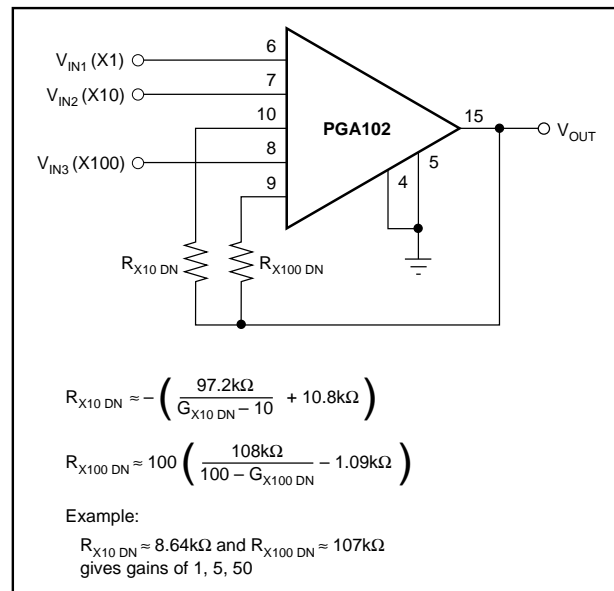 V_IN1 (X1) 6
V_IN2 (X10) 7
10 PGA102 15 V_OUT
V_IN3 (X100) 8 5
9 4
R_X10 DN R_X100 DN
R_X10 DN ≈ – ( 97.2kΩ / (G_X10 DN – 10) + 10.8kΩ )
R_X100 DN ≈ 100 ( 108kΩ / (100 – G_X100 DN) – 1.09kΩ )
Example:
R_X10 DN ≈ 8.64kΩ and R_X100 DN ≈ 107kΩ
gives gains of 1, 5, 50